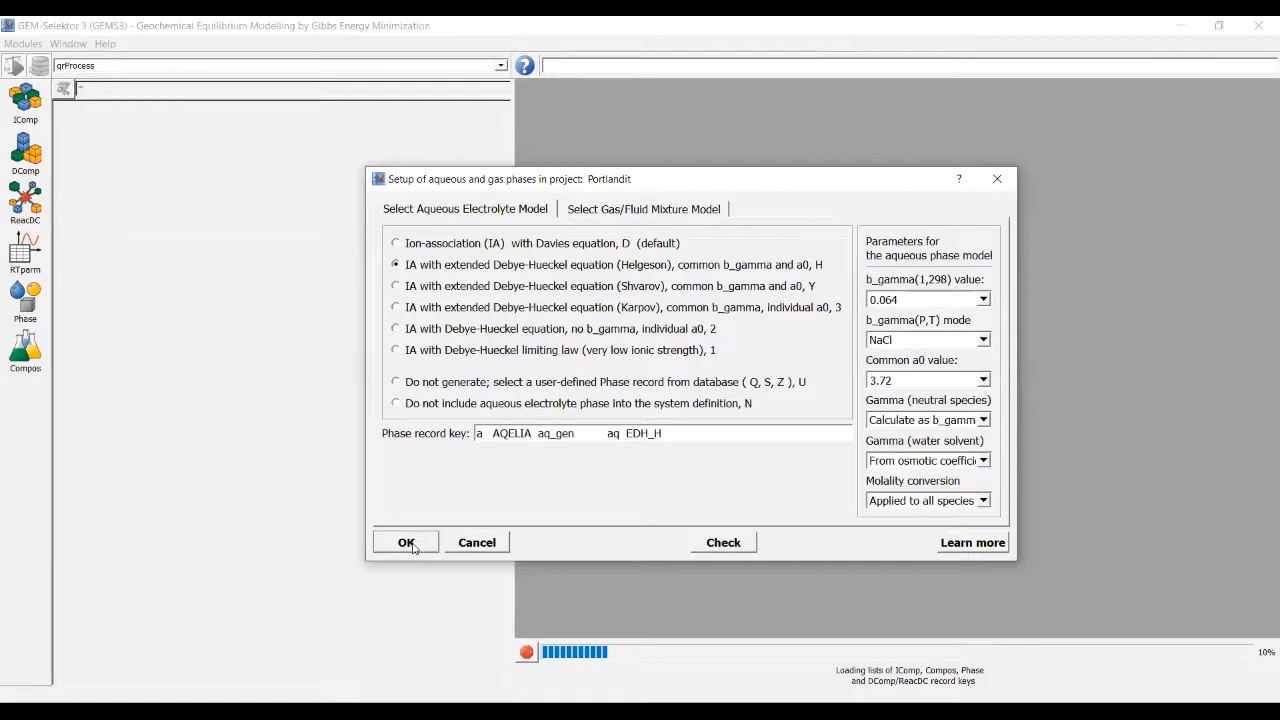 GEM-Selektor 3 (GEMS3) - Geochemical Equilibrium Modelling by Gibbs Energy Minimization
Modules Window Help
qrProcess
IComp
DComp
ReacDC
RTparm
Phase
Compos
Setup of aqueous and gas phases in project: Portlandit
Select Aqueous Electrolyte Model
Select Gas/Fluid Mixture Model
Ion-association (IA) with Davies equation, D (default)
IA with extended Debye-Hueckel equation (Helgeson), common b_gamma and a0, H
IA with extended Debye-Hueckel equation (Shvarov), common b_gamma and a0, Y
IA with extended Debye-Hueckel equation (Karpov), common b_gamma, individual a0, 3
IA with Debye-Hueckel equation, no b_gamma, individual a0, 2
IA with Debye-Hueckel limiting law (very low ionic strength), 1
Do not generate; select a user-defined Phase record from database ( Q, S, Z ), U
Do not include aqueous electrolyte phase into the system definition, N
Phase record key: a AQELIA aq_gen aq EDH_H
Parameters for
the aqueous phase model
b_gamma(1,298) value:
0.064
b_gamma(P,T) mode
NaCl
Common a0 value:
3.72
Gamma (neutral species)
Calculate as b_gamm
Gamma (water solvent)
From osmotic coeffici
Molality conversion
Applied to all species
OK
Cancel
Check
Learn more
10%
Loading lists of IComp, Compos, Phase
and DComp/ReacDC record keys